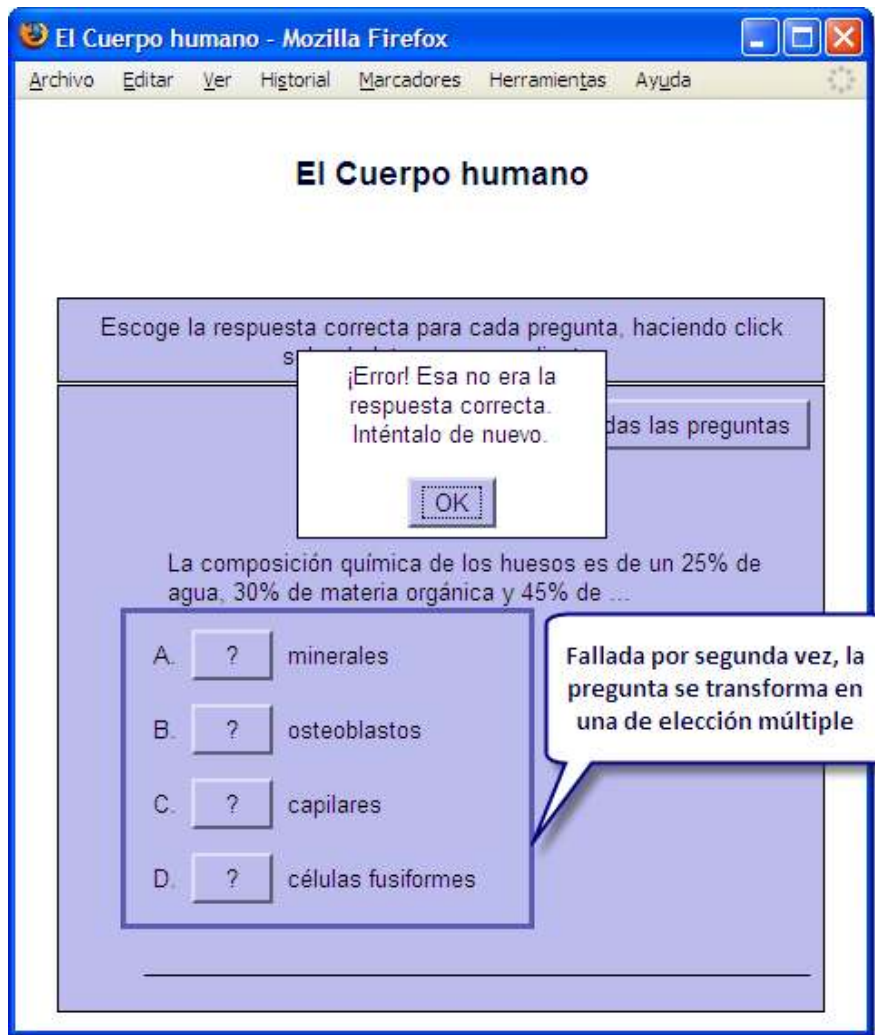 El Cuerpo humano - Mozilla Firefox
Archivo Editar Ver Historial Marcadores Herramientas Ayuda
El Cuerpo humano
Escoge la respuesta correcta para cada pregunta, haciendo click
¡Error! Esa no era la
respuesta correcta.
Inténtalo de nuevo.
OK
las preguntas
La composición química de los huesos es de un 25% de
agua, 30% de materia orgánica y 45% de ...
A. ? minerales
B. ? osteoblastos
C. ? capilares
D. ? células fusiformes
Fallada por segunda vez, la
pregunta se transforma en
una de elección múltiple